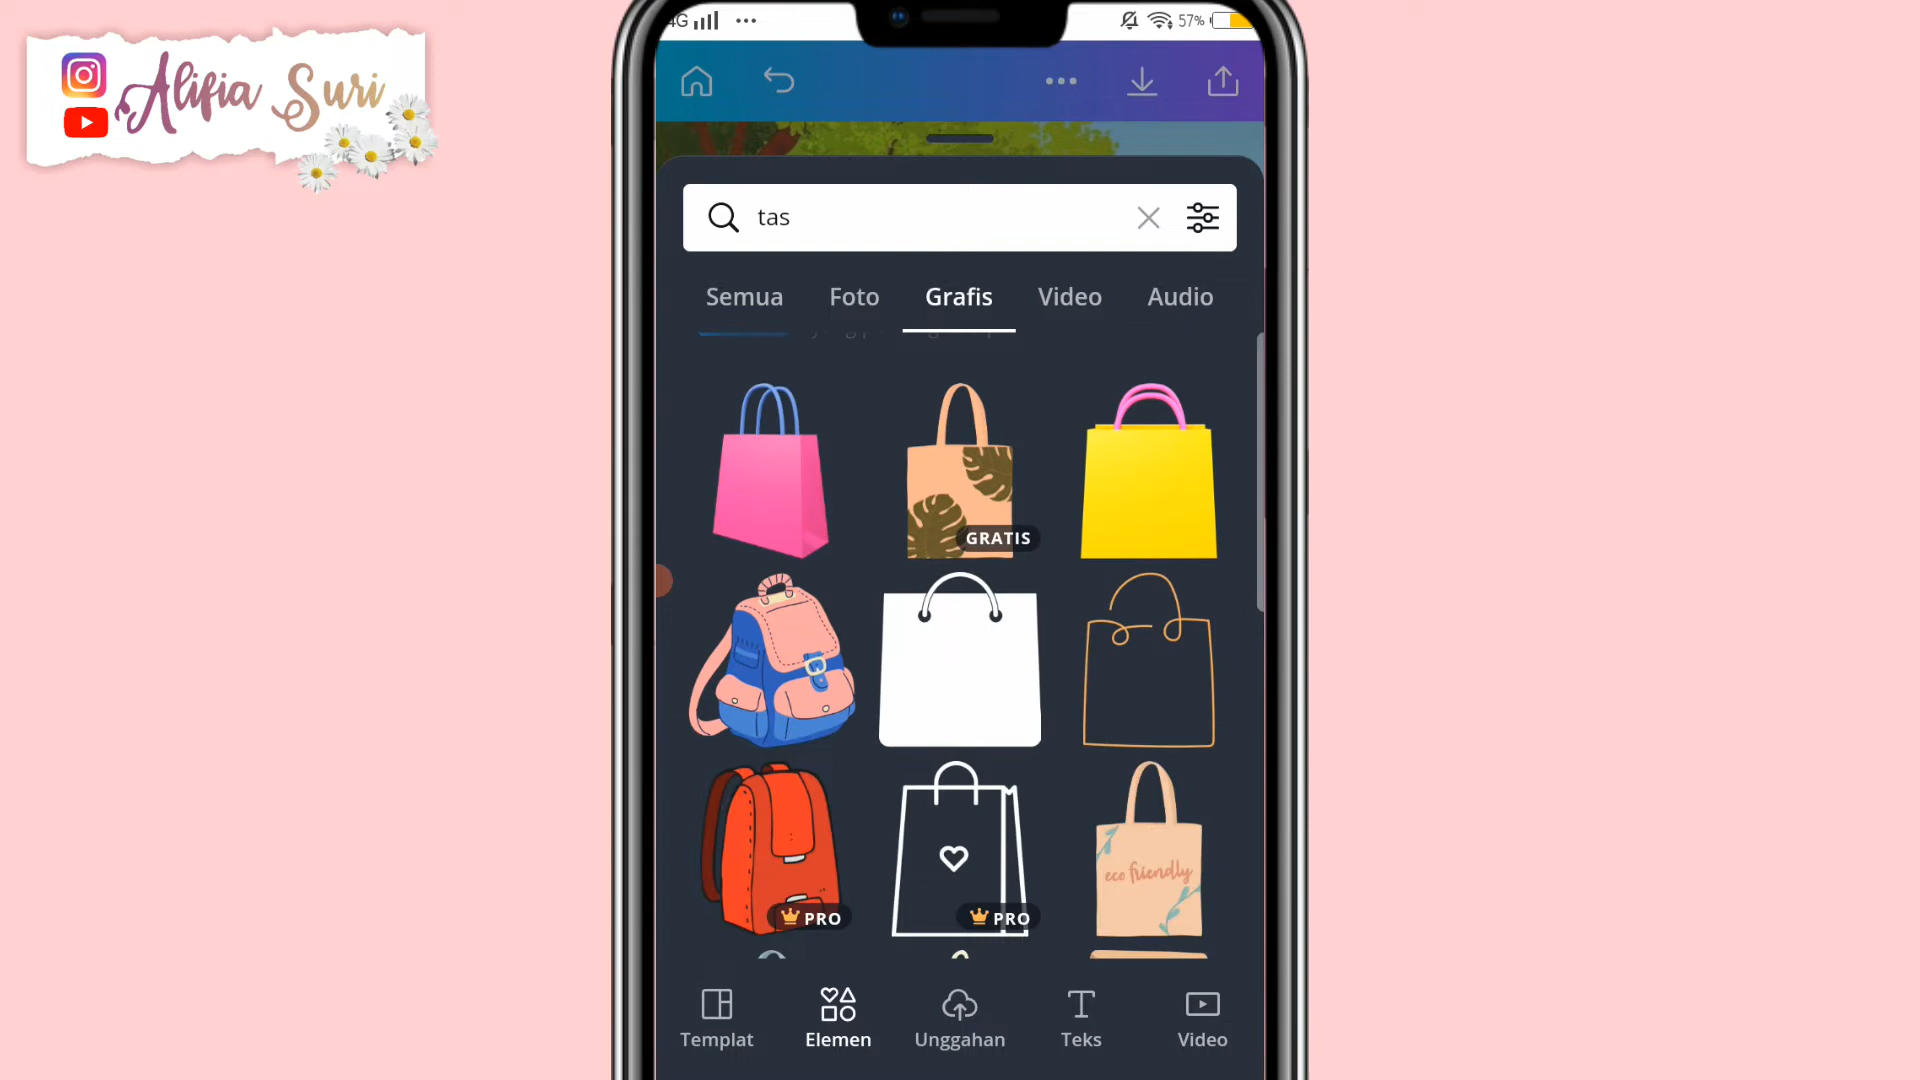 Alifia Suri
4G
57%
tas
Semua Foto Grafis Video Audio
GRATIS
PRO
PRO
eco friendly
Templat Elemen Unggahan Teks Video